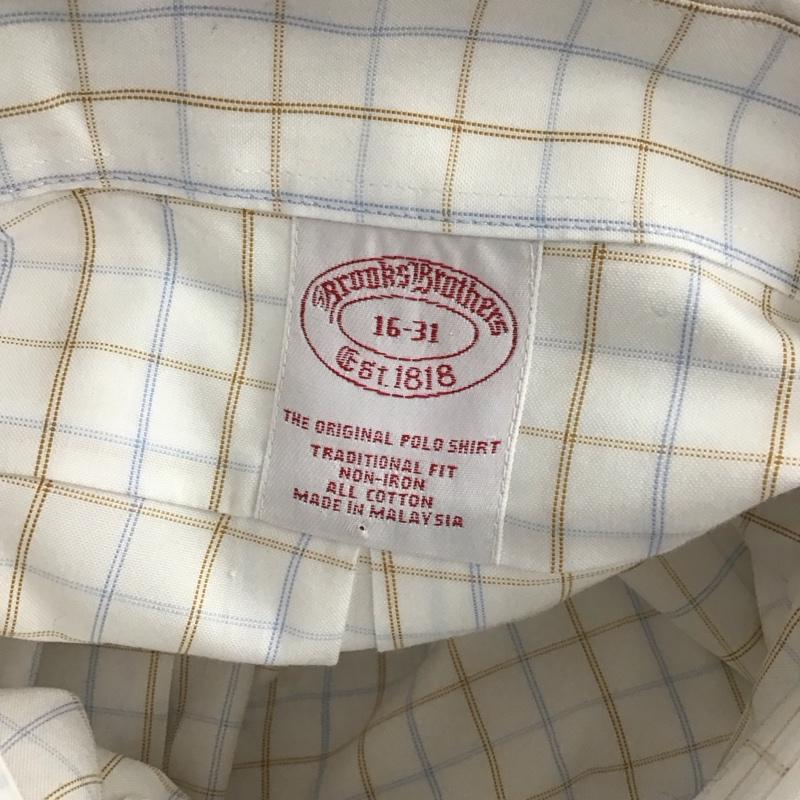 Brooks Brothers
16-31
Est. 1818
THE ORIGINAL POLO SHIRT
TRADITIONAL FIT
NON-IRON
ALL COTTON
MADE IN MALAYSIA